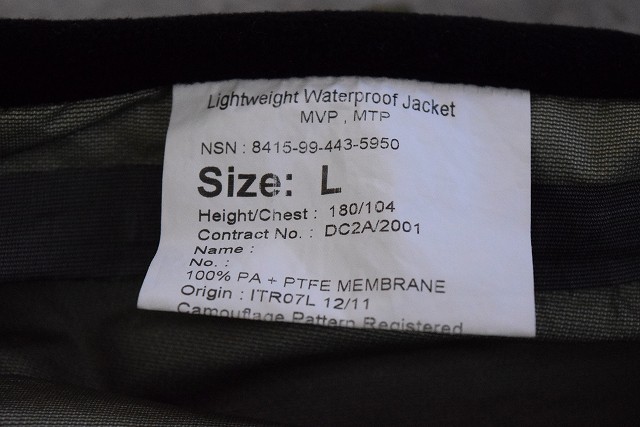 Lightweight Waterproof Jacket
MVP , MTP
NSN : 8415-99-443-5950
Size: L
Height/Chest : 180/104
Contract No. : DC2A/2001
Name :
No. :
100% PA + PTFE MEMBRANE
Origin : ITR07L 12/11
Camouflage Pattern Registered